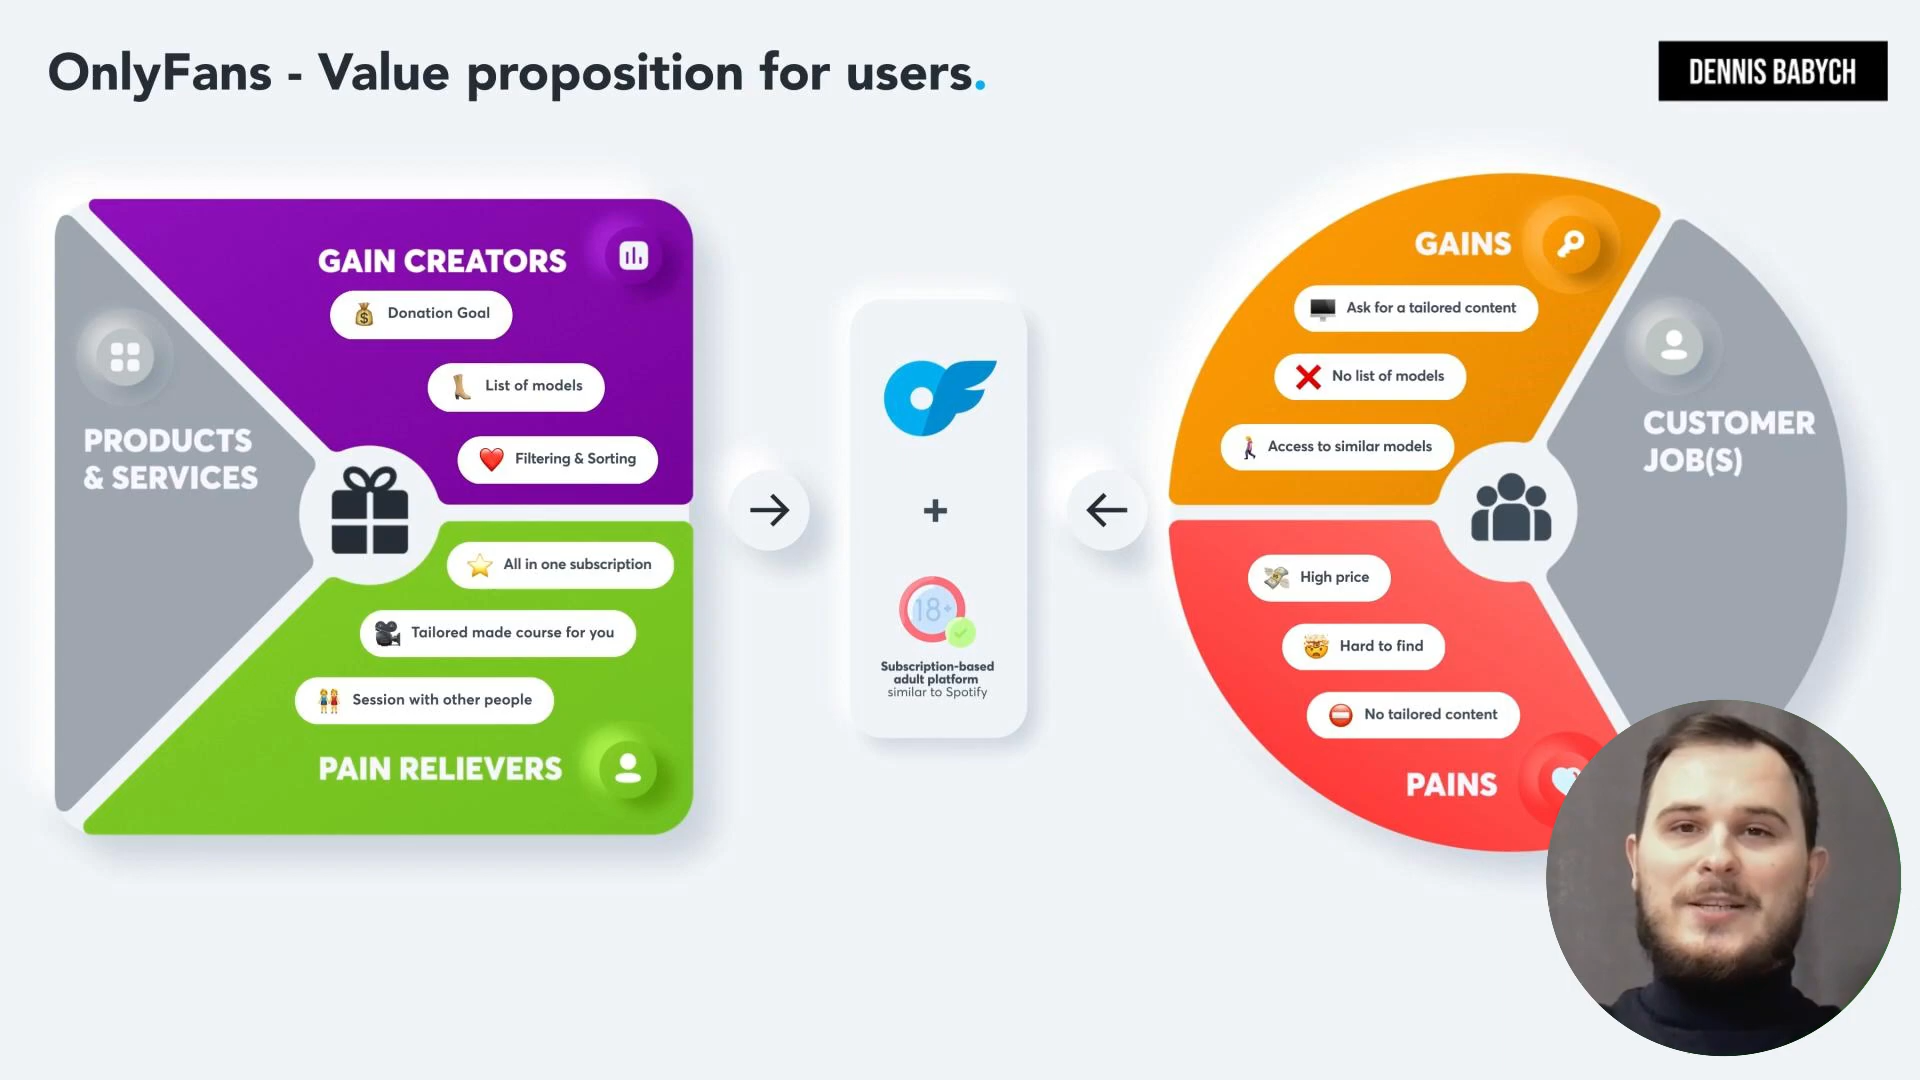 OnlyFans - Value proposition for users.
DENNIS BABYCH
GAIN CREATORS
Donation Goal
List of models
Filtering & Sorting
PRODUCTS
& SERVICES
All in one subscription
Tailored made course for you
Session with other people
PAIN RELIEVERS
+
18+
Subscription-based
adult platform
similar to Spotify
GAINS
Ask for a tailored content
No list of models
Access to similar models
CUSTOMER
JOB(S)
High price
Hard to find
No tailored content
PAINS